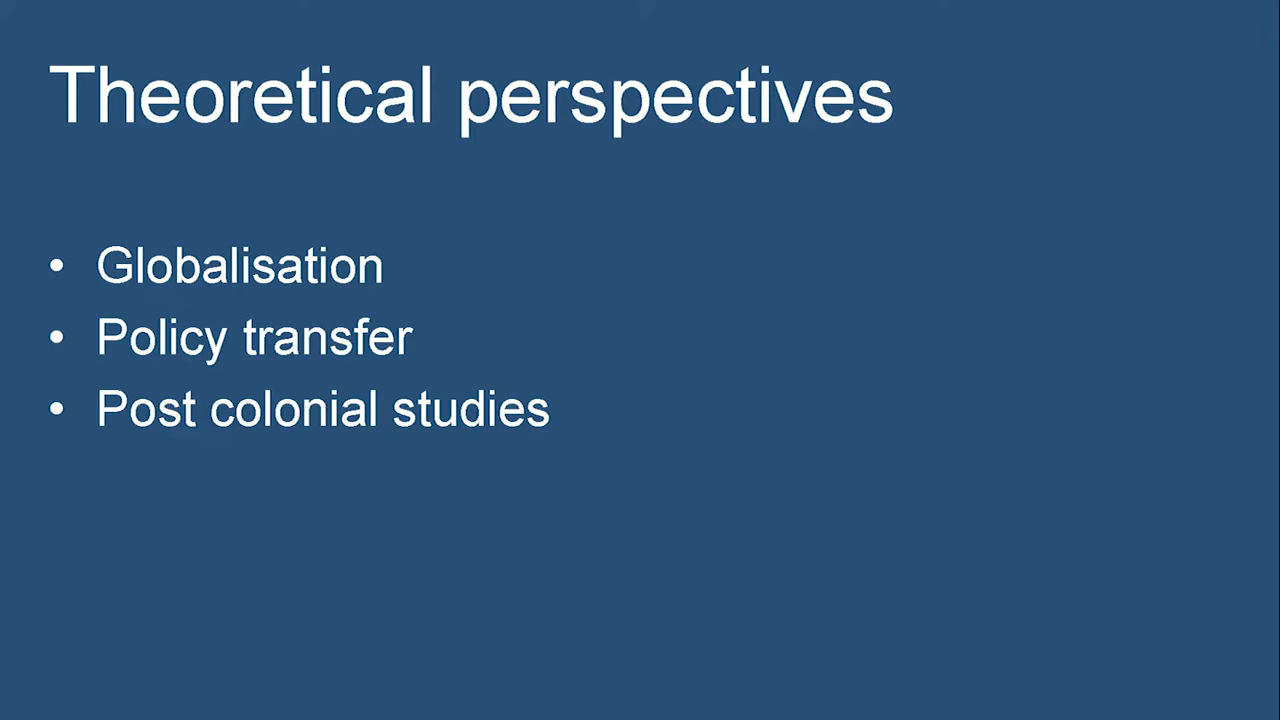 Theoretical perspectives
• Globalisation
• Policy transfer
• Post colonial studies